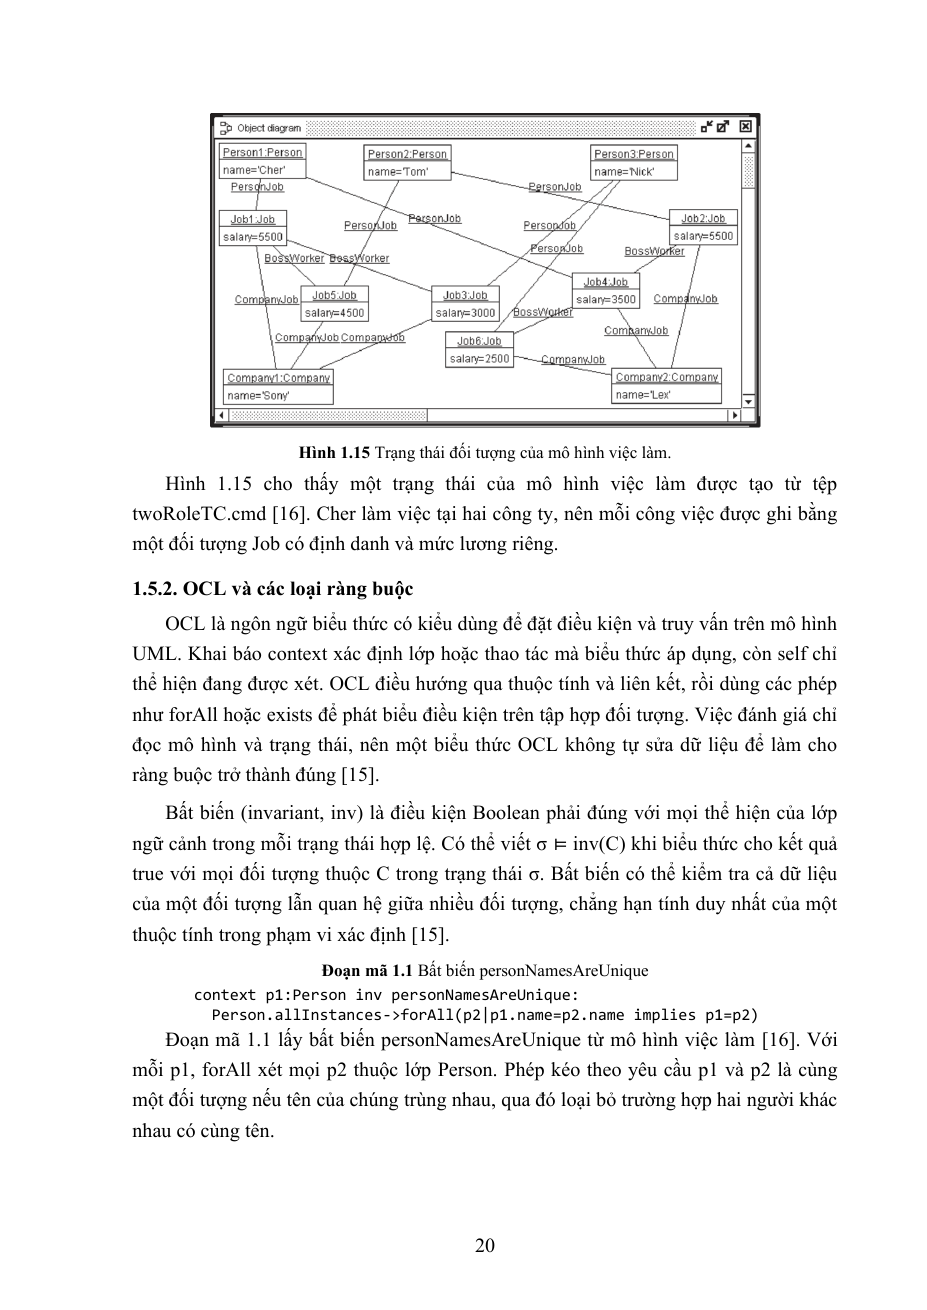 Object diagram
Person1:Person
name='Cher'
Person2:Person
name='Tom'
Person3:Person
name='Nick'
PersonJob
PersonJob
Job1:Job
salary=5500
PersonJob
PersonJob
PersonJob
Job2:Job
salary=5500
BossWorker
BossWorker
PersonJob
BossWorker
CompanyJob
Job5:Job
salary=4500
Job3:Job
salary=3000
Job4:Job
salary=3500
CompanyJob
BossWorker
CompanyJob
CompanyJob
Job6:Job
salary=2500
CompanyJob
CompanyJob
Company1:Company
name='Sony'
Company2:Company
name='Lex'
Hình 1.15 Trạng thái đối tượng của mô hình việc làm.
Hình 1.15 cho thấy một trạng thái của mô hình việc làm được tạo từ tệp
twoRoleTC.cmd [16]. Cher làm việc tại hai công ty, nên mỗi công việc được ghi bằng
một đối tượng Job có định danh và mức lương riêng.
1.5.2. OCL và các loại ràng buộc
OCL là ngôn ngữ biểu thức có kiểu dùng để đặt điều kiện và truy vấn trên mô hình
UML. Khai báo context xác định lớp hoặc thao tác mà biểu thức áp dụng, còn self chỉ
thể hiện đang được xét. OCL điều hướng qua thuộc tính và liên kết, rồi dùng các phép
như forAll hoặc exists để phát biểu điều kiện trên tập hợp đối tượng. Việc đánh giá chỉ
đọc mô hình và trạng thái, nên một biểu thức OCL không tự sửa dữ liệu để làm cho
ràng buộc trở thành đúng [15].
Bất biến (invariant, inv) là điều kiện Boolean phải đúng với mọi thể hiện của lớp
ngữ cảnh trong mỗi trạng thái hợp lệ. Có thể viết σ ⊨ inv(C) khi biểu thức cho kết quả
true với mọi đối tượng thuộc C trong trạng thái σ. Bất biến có thể kiểm tra cả dữ liệu
của một đối tượng lẫn quan hệ giữa nhiều đối tượng, chẳng hạn tính duy nhất của một
thuộc tính trong phạm vi xác định [15].
Đoạn mã 1.1 Bất biến personNamesAreUnique
context p1:Person inv personNamesAreUnique:
Person.allInstances->forAll(p2|p1.name=p2.name implies p1=p2)
Đoạn mã 1.1 lấy bất biến personNamesAreUnique từ mô hình việc làm [16]. Với
mỗi p1, forAll xét mọi p2 thuộc lớp Person. Phép kéo theo yêu cầu p1 và p2 là cùng
một đối tượng nếu tên của chúng trùng nhau, qua đó loại bỏ trường hợp hai người khác
nhau có cùng tên.
20